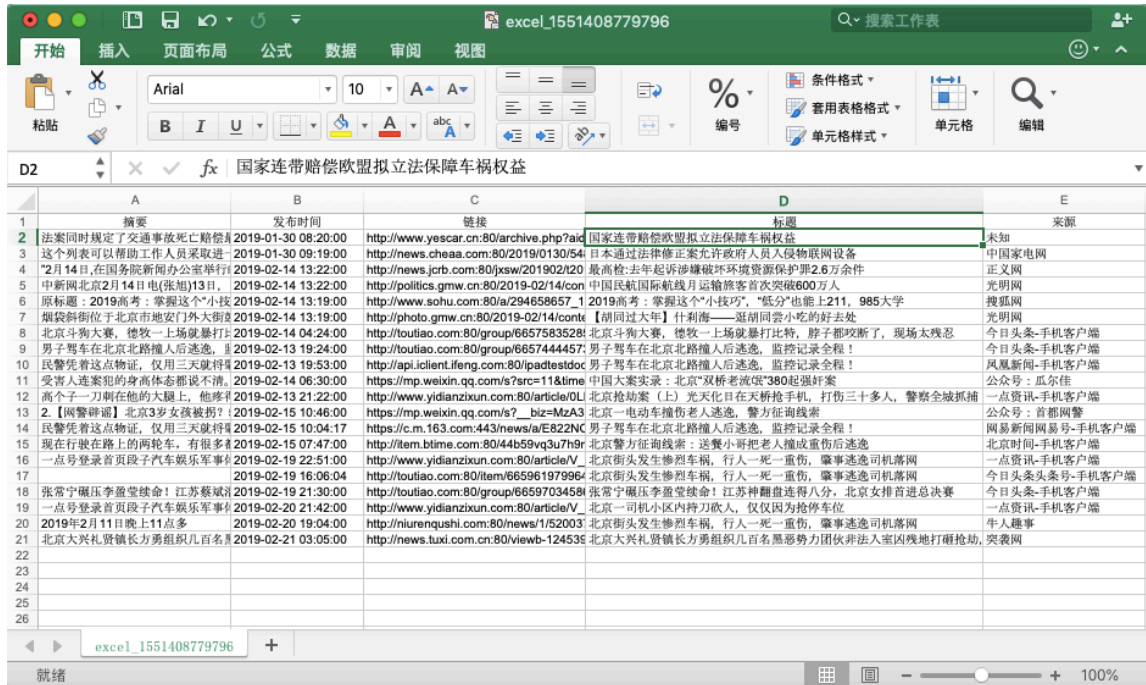 excel_1551408779796
搜索工作表
开始 插入 页面布局 公式 数据 审阅 视图
粘贴
Arial 10 A A
B I U A abc A
% 编号
条件格式
套用表格格式
单元格样式
单元格
编辑
D2 fx 国家连带赔偿欧盟拟立法保障车祸权益
A B C D E
1 摘要 发布时间 链接 标题 来源
2 法案同时规定了交通事故死亡赔偿 2019-01-30 08:20:00 http://www.yescar.cn:80/archive.php?aid 国家连带赔偿欧盟拟立法保障车祸权益 未知
3 这个列表可以帮助工作人员采取进一 2019-01-30 09:19:00 http://news.cheaa.com:80/2019/0130/54 日本通过法律修正案允许政府人员入侵物联网设备 中国家电网
4 "2月14日,在国务院新闻办公室举行 2019-02-14 13:22:00 http://news.jcrb.com:80/jxsw/201902/t20 最高检:去年起诉涉嫌破坏环境资源保护罪2.6万余件 正义网
5 中新网北京2月14日电(张旭)13日， 2019-02-14 13:22:00 http://politics.gmw.cn:80/2019-02/14/con 中国民航国际航线月运输旅客首次突破600万人 光明网
6 原标题：2019高考：掌握这个“小技 2019-02-14 13:19:00 http://www.sohu.com:80/a/294658657_1 2019高考：掌握这个“小技巧”，“低分”也能上211，985大学 搜狐网
7 烟袋斜街位于北京市地安门外大街 2019-02-14 13:19:00 http://photo.gmw.cn:80/2019-02/14/conte 【胡同过大年】什刹海——逛胡同尝小吃的好去处 光明网
8 北京斗狗大赛，德牧一上场就暴打比 2019-02-14 04:24:00 http://toutiao.com:80/group/66575835285 北京斗狗大赛，德牧一上场就暴打比特，脖子都咬断了，现场太残忍 今日头条-手机客户端
9 男子驾车在北京北路撞人后逃逸， 2019-02-13 19:24:00 http://toutiao.com:80/group/66574444573 男子驾车在北京北路撞人后逃逸，监控记录全程！ 今日头条-手机客户端
10 民警凭着这点物证，仅用三天就将 2019-02-13 19:53:00 http://api.iclient.ifeng.com:80/ipadtestdoc 男子驾车在北京北路撞人后逃逸，监控记录全程！ 凤凰新闻-手机客户端
11 受害人连案犯的身高体态都说不清。 2019-02-14 06:30:00 https://mp.weixin.qq.com/s?src=11&time 中国大案实录：北京“双桥老流氓”380起强奸案 公众号：瓜尔佳
12 高个子一刀刺在他的大腿上，他疼 2019-02-13 21:22:00 http://www.yidianzixun.com:80/article/0L 北京抢劫案（上）光天化日在天桥抢手机，打伤三十多人，警察全城抓捕 一点资讯-手机客户端
13 2.【网警辟谣】北京3岁女孩被拐？ 2019-02-15 10:46:00 https://mp.weixin.qq.com/s?__biz=MzA3 北京一电动车撞伤老人逃逸，警方征询线索 公众号：首都网警
14 民警凭着这点物证，仅用三天就将 2019-02-15 10:04:17 https://c.m.163.com:443/news/a/E822NC 男子驾车在北京北路撞人后逃逸，监控记录全程！ 网易新闻网易号-手机客户端
15 现在行驶在路上的两轮车，有很多 2019-02-15 07:47:00 http://item.btime.com:80/44b59vq3u7h9r 北京警方征询线索：送餐小哥把老人撞成重伤后逃逸 北京时间-手机客户端
16 一点号登录首页段子汽车娱乐军事 2019-02-19 22:51:00 http://www.yidianzixun.com:80/article/V_ 北京街头发生惨烈车祸，行人一死一重伤，肇事逃逸司机落网 一点资讯-手机客户端
17 2019-02-19 16:06:04 http://toutiao.com:80/item/665961979964 北京街头发生惨烈车祸，行人一死一重伤，肇事逃逸司机落网 今日头条头条号-手机客户端
18 张常宁碾压李盈莹续命！江苏蔡斌 2019-02-19 21:30:00 http://toutiao.com:80/group/66597034586 张常宁碾压李盈莹续命！江苏神翻盘连得八分，北京女排首进总决赛 今日头条-手机客户端
19 一点号登录首页段子汽车娱乐军事 2019-02-20 21:42:00 http://www.yidianzixun.com:80/article/V_ 北京一司机小区内持刀砍人，仅仅因为抢停车位 一点资讯-手机客户端
20 2019年2月11日晚上11点多 2019-02-20 19:04:00 http://niurenqushi.com:80/news/1/52003 北京街头发生惨烈车祸，行人一死一重伤，肇事逃逸司机落网 牛人趣事
21 北京大兴礼贤镇长方勇组织几百名 2019-02-21 03:05:00 http://news.tuxi.com.cn:80/viewb-124539 北京大兴礼贤镇长方勇组织几百名黑恶势力团伙非法入室凶残地打砸抢劫, 突袭网
22
23
24
25
26
excel_1551408779796 +
就绪 100%